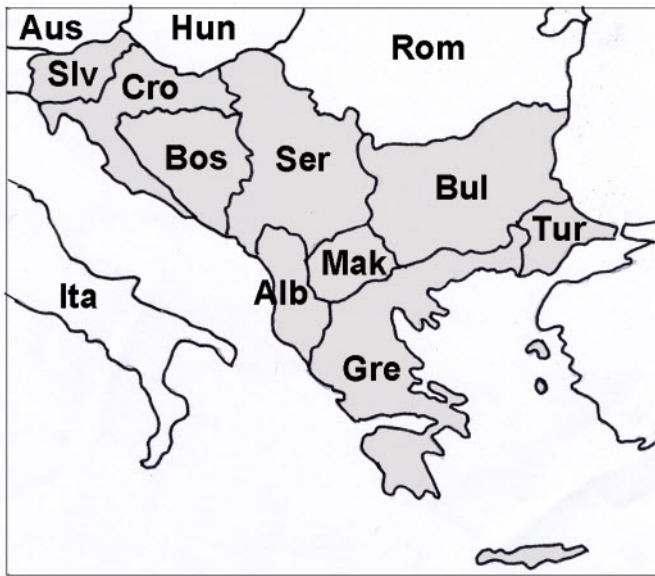 Aus
Hun
Rom
Slv
Cro
Bos
Ser
Bul
Tur
Mak
Alb
Ita
Gre